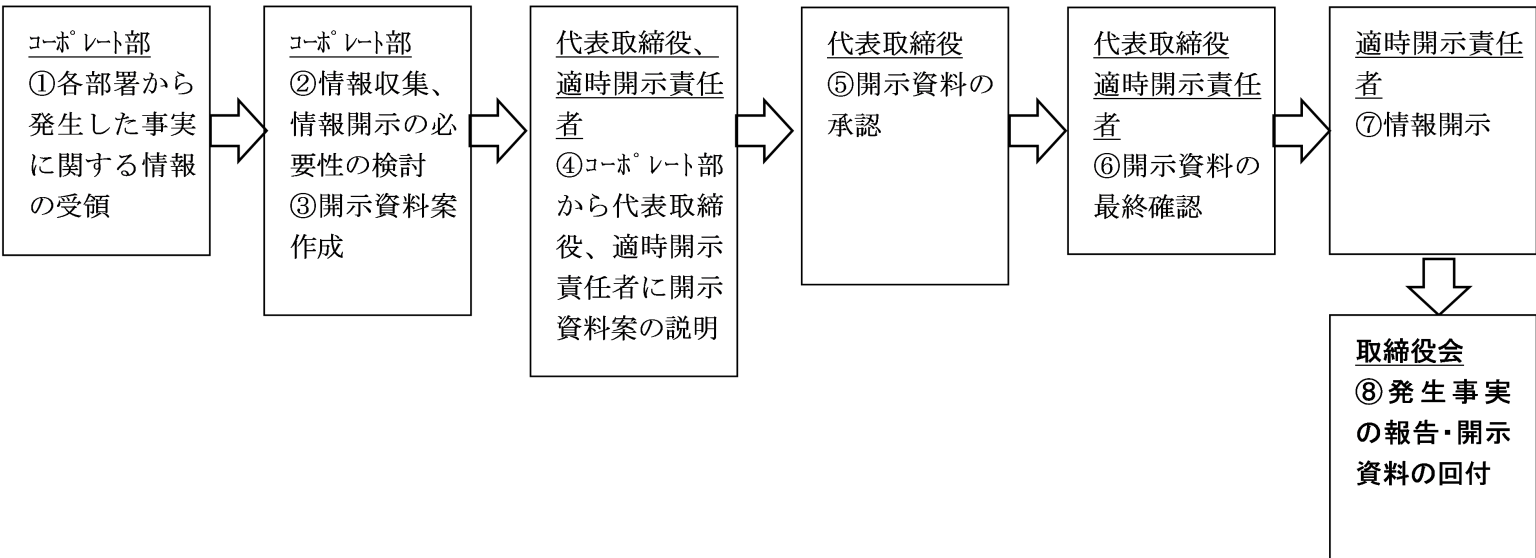 ｺｰﾎﾟﾚｰﾄ部
①各部署から
発生した事実
に関する情報
の受領
ｺｰﾎﾟﾚｰﾄ部
②情報収集、
情報開示の必
要性の検討
③開示資料案
作成
代表取締役、
適時開示責任
者
④ｺｰﾎﾟﾚｰﾄ部
から代表取締
役、適時開示
責任者に開示
資料案の説明
代表取締役
⑤開示資料の
承認
代表取締役
適時開示責任
者
⑥開示資料の
最終確認
適時開示責任
者
⑦情報開示
取締役会
⑧発生事実
の報告・開示
資料の回付